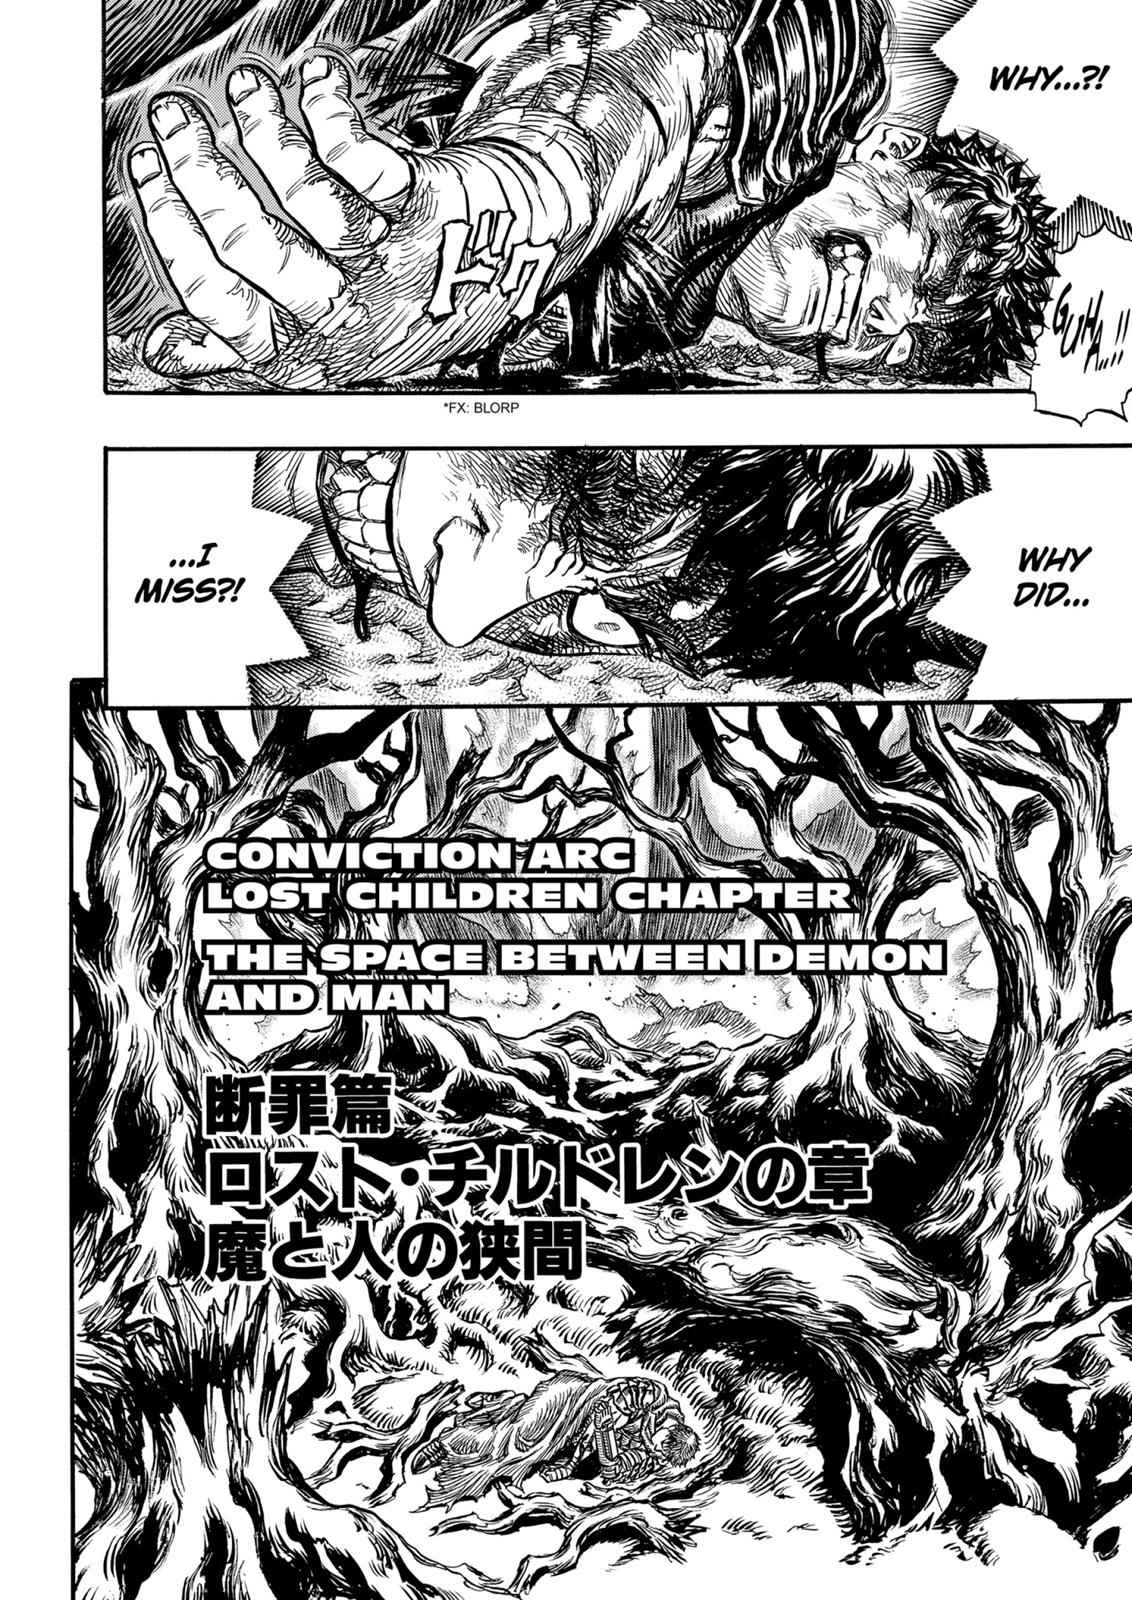 WHY...?!
GUHA...!!
ドクッ
*FX: BLORP
WHY
DID...
...I
MISS?!
CONVICTION ARC
LOST CHILDREN CHAPTER
THE SPACE BETWEEN DEMON
AND MAN
断罪篇
ロスト・チルドレンの章
魔と人の狭間